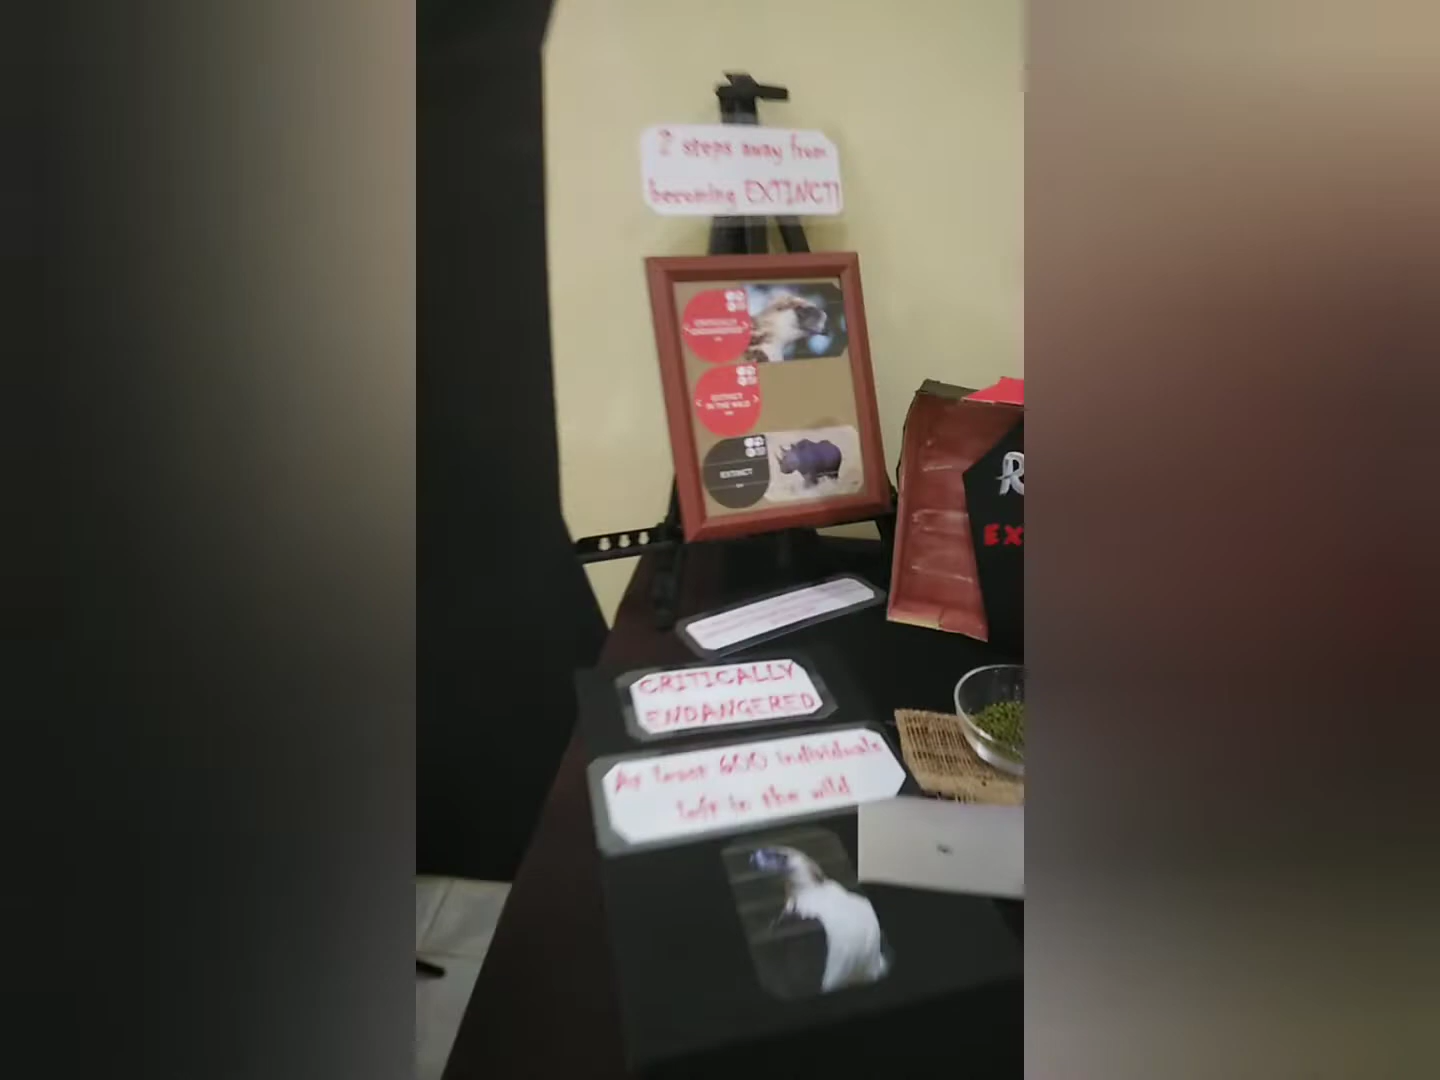 2 steps away from
becoming EXTINCT!
CRITICALLY
ENDANGERED
EXTINCT
IN THE WILD
EXTINCT
R
EX
CRITICALLY
ENDANGERED
At least 600 individuals
left in the wild